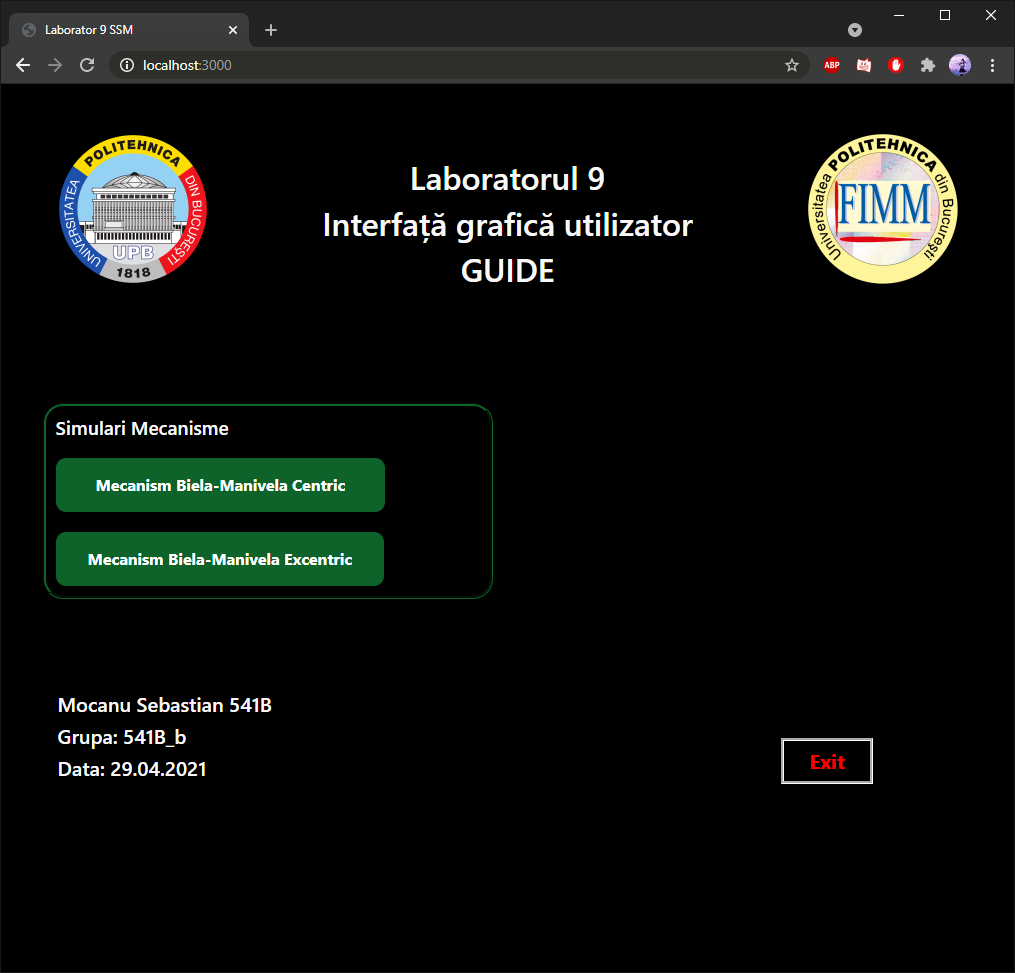 Laborator 9 SSM
localhost:3000
ABP
UNIVERSITATEA POLITEHNICA DIN BUCUREȘTI
UPB
1818
Laboratorul 9
Interfață grafică utilizator
GUIDE
Universitatea POLITEHNICA din București
FIMM
Simulari Mecanisme
Mecanism Biela-Manivela Centric
Mecanism Biela-Manivela Excentric
Mocanu Sebastian 541B
Grupa: 541B_b
Data: 29.04.2021
Exit